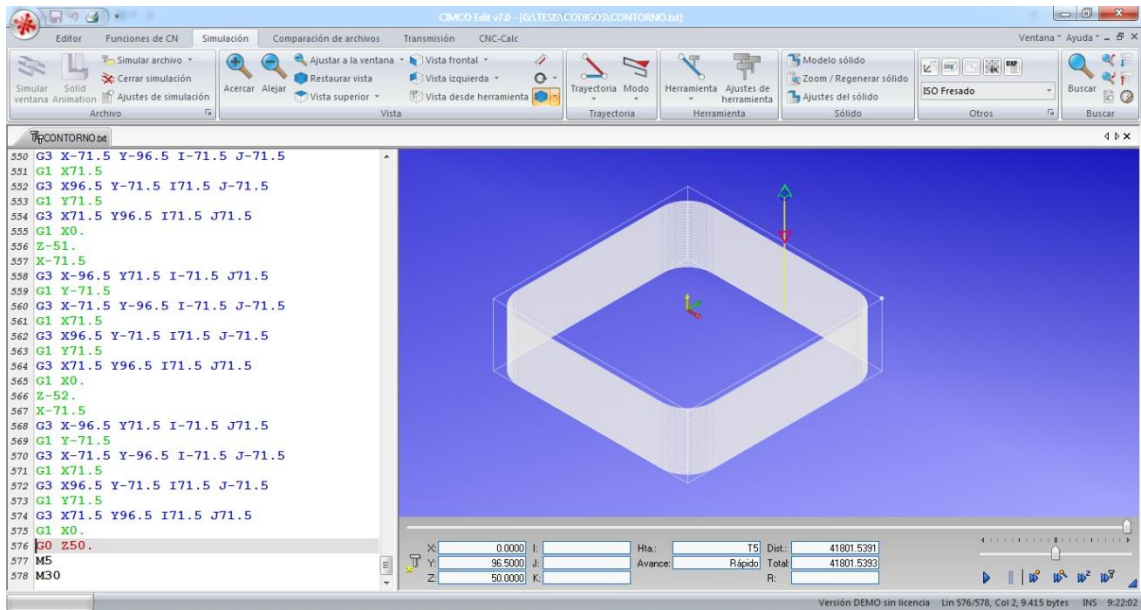 CIMCO Edit v7.0 - [G:\TESIS\CODIGOS\CONTORNO.txt]
Editor Funciones de CN Simulación Comparación de archivos Transmisión CNC-Calc Ventana Ayuda
Simular ventana
Solid Animation
Simular archivo
Cerrar simulación
Ajustes de simulación
Archivo
Acercar Alejar
Ajustar a la ventana
Restaurar vista
Vista superior
Vista frontal
Vista izquierda
Vista desde herramienta
Vista
Trayectoria Modo
Trayectoria
Herramienta
Ajustes de herramienta
Herramienta
Modelo sólido
Zoom / Regenerar sólido
Ajustes del sólido
Sólido
ISO Fresado
Otros
Buscar
Buscar
CONTORNO.txt
550 G3 X-71.5 Y-96.5 I-71.5 J-71.5
551 G1 X71.5
552 G3 X96.5 Y-71.5 I71.5 J-71.5
553 G1 Y71.5
554 G3 X71.5 Y96.5 I71.5 J71.5
555 G1 X0.
556 Z-51.
557 X-71.5
558 G3 X-96.5 Y71.5 I-71.5 J71.5
559 G1 Y-71.5
560 G3 X-71.5 Y-96.5 I-71.5 J-71.5
561 G1 X71.5
562 G3 X96.5 Y-71.5 I71.5 J-71.5
563 G1 Y71.5
564 G3 X71.5 Y96.5 I71.5 J71.5
565 G1 X0.
566 Z-52.
567 X-71.5
568 G3 X-96.5 Y71.5 I-71.5 J71.5
569 G1 Y-71.5
570 G3 X-71.5 Y-96.5 I-71.5 J-71.5
571 G1 X71.5
572 G3 X96.5 Y-71.5 I71.5 J-71.5
573 G1 Y71.5
574 G3 X71.5 Y96.5 I71.5 J71.5
575 G1 X0.
576 G0 Z50.
577 M5
578 M30
X: 0.0000 I: Hta.: T5 Dist.: 41801.5391
Y: 96.5000 J: Avance: Rápido Total: 41801.5393
Z: 50.0000 K: R:
Versión DEMO sin licencia Lin 576/578, Col 2, 9.415 bytes INS 9:22:02